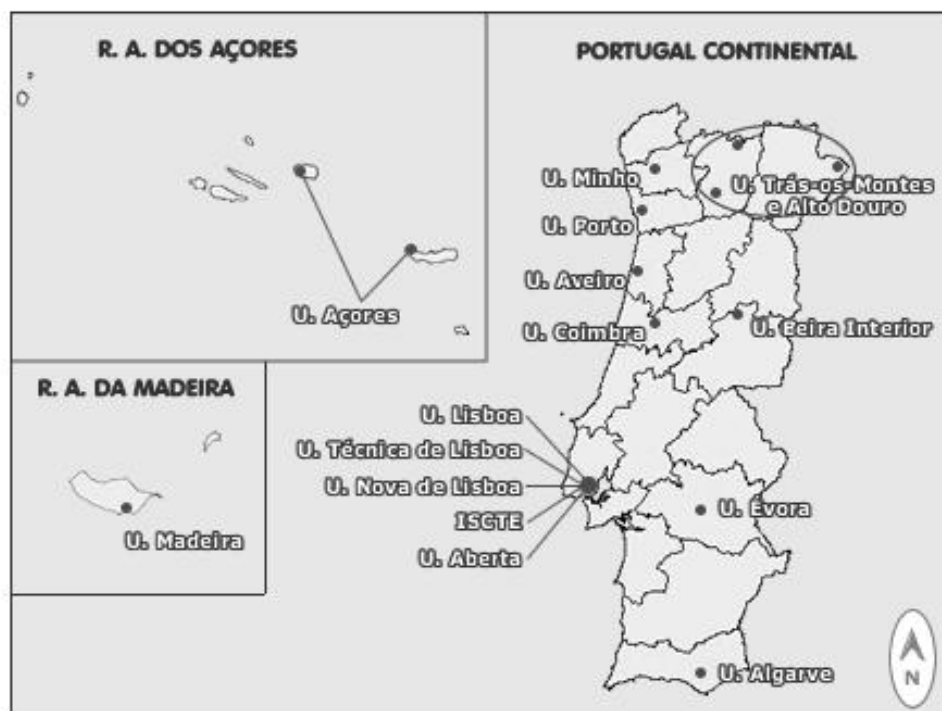 R. A. DOS AÇORES
U. Açores
R. A. DA MADEIRA
U. Madeira
PORTUGAL CONTINENTAL
U. Minho
U. Trás-os-Montes
e Alto Douro
U. Porto
U. Aveiro
U. Coimbra
U. Beira Interior
U. Lisboa
U. Técnica de Lisboa
U. Nova de Lisboa
ISCTE
U. Aberta
U. Évora
U. Algarve
N